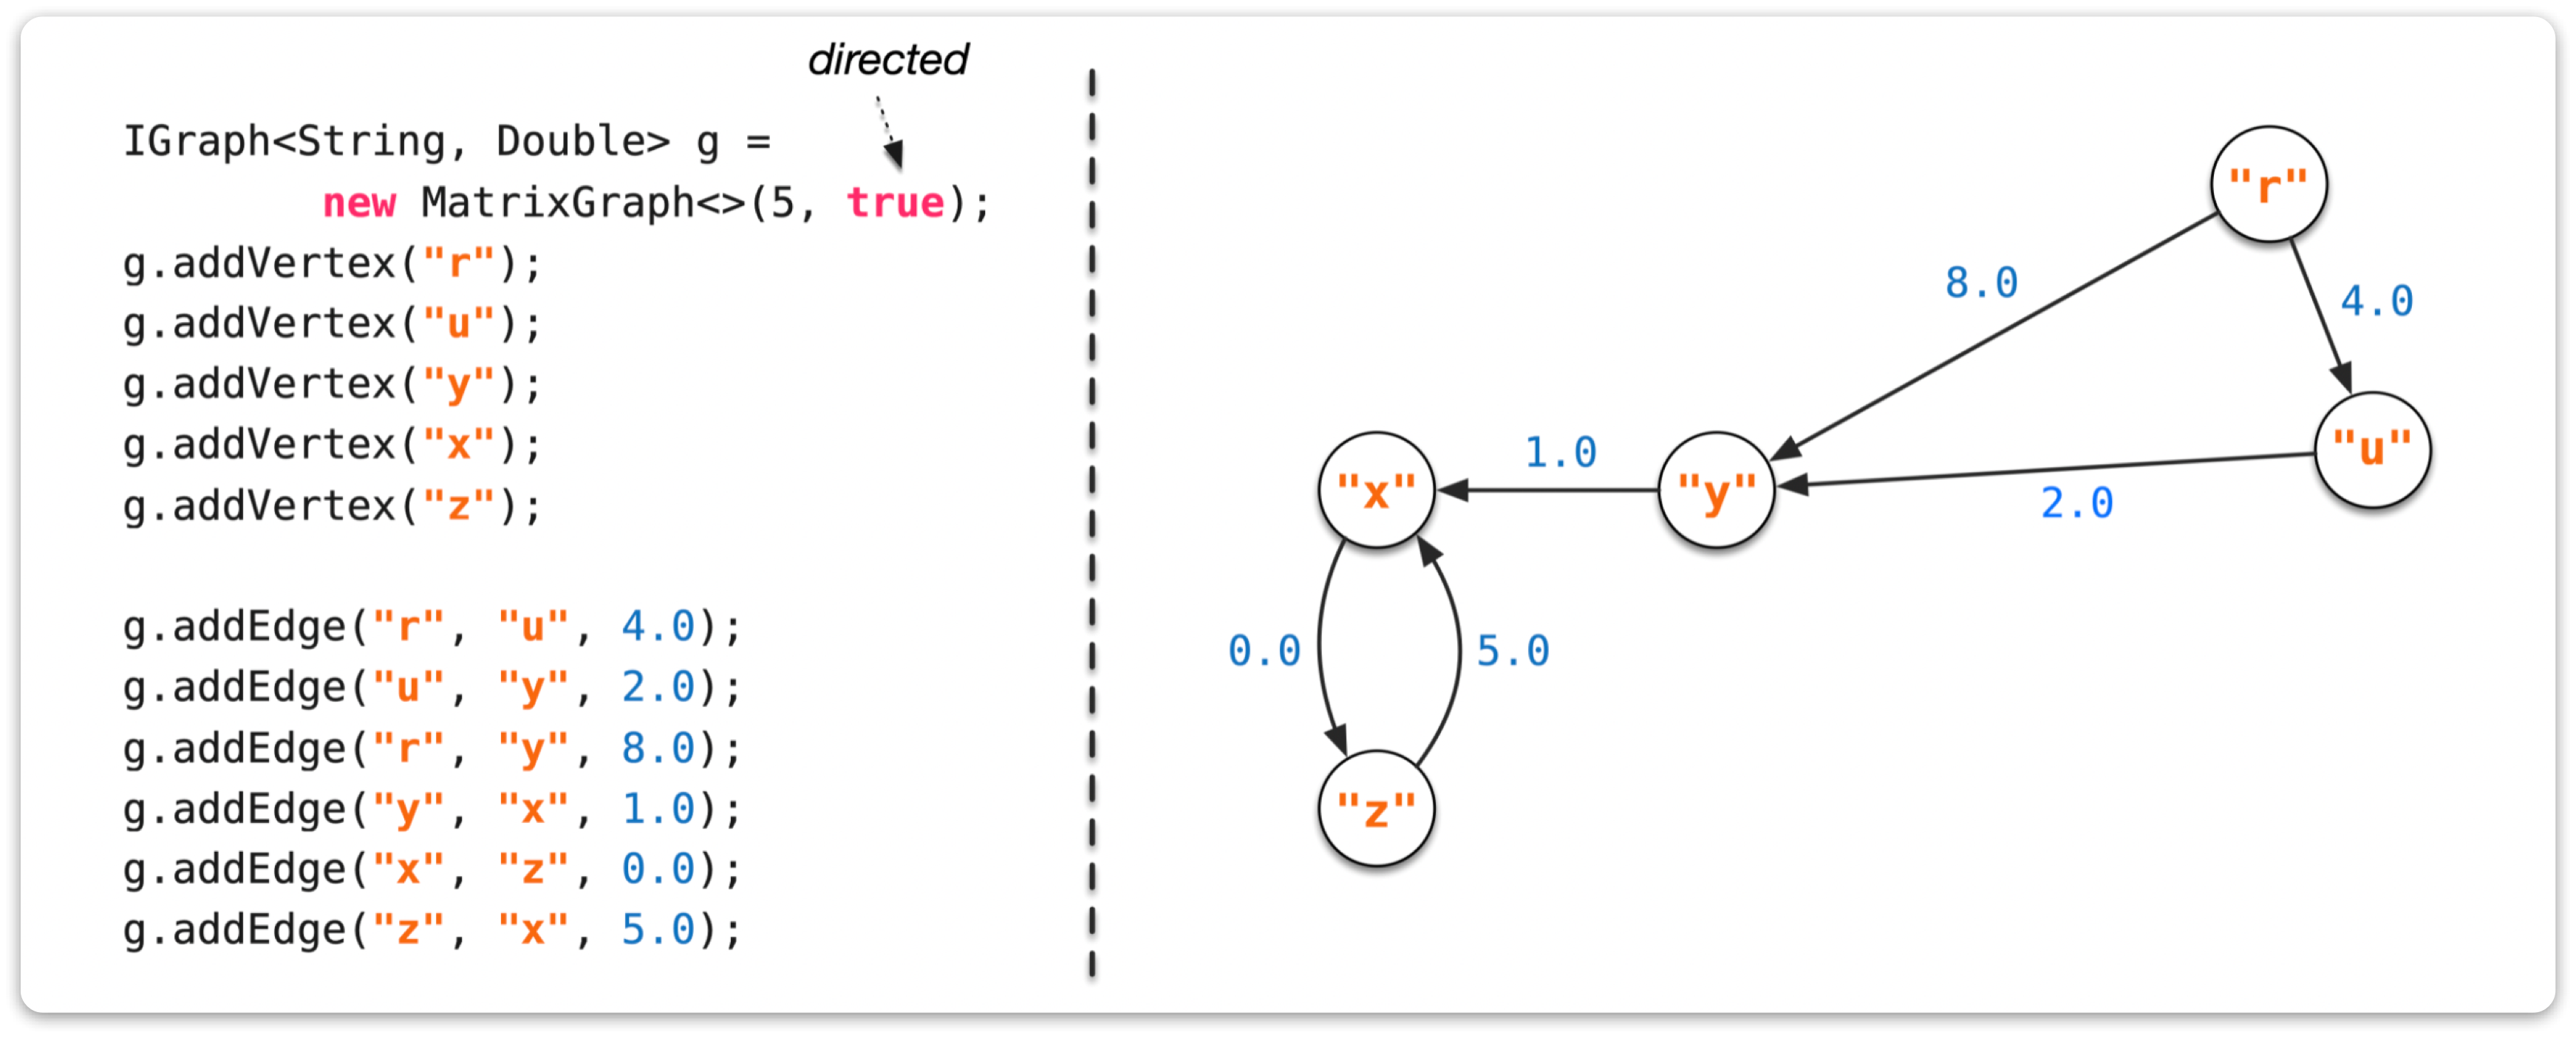 directed
IGraph<String, Double> g =
new MatrixGraph<>(5, true);
g.addVertex("r");
g.addVertex("u");
g.addVertex("y");
g.addVertex("x");
g.addVertex("z");
g.addEdge("r", "u", 4.0);
g.addEdge("u", "y", 2.0);
g.addEdge("r", "y", 8.0);
g.addEdge("y", "x", 1.0);
g.addEdge("x", "z", 0.0);
g.addEdge("z", "x", 5.0);
"r"
8.0
4.0
"x"
1.0
"y"
"u"
2.0
0.0
5.0
"z"